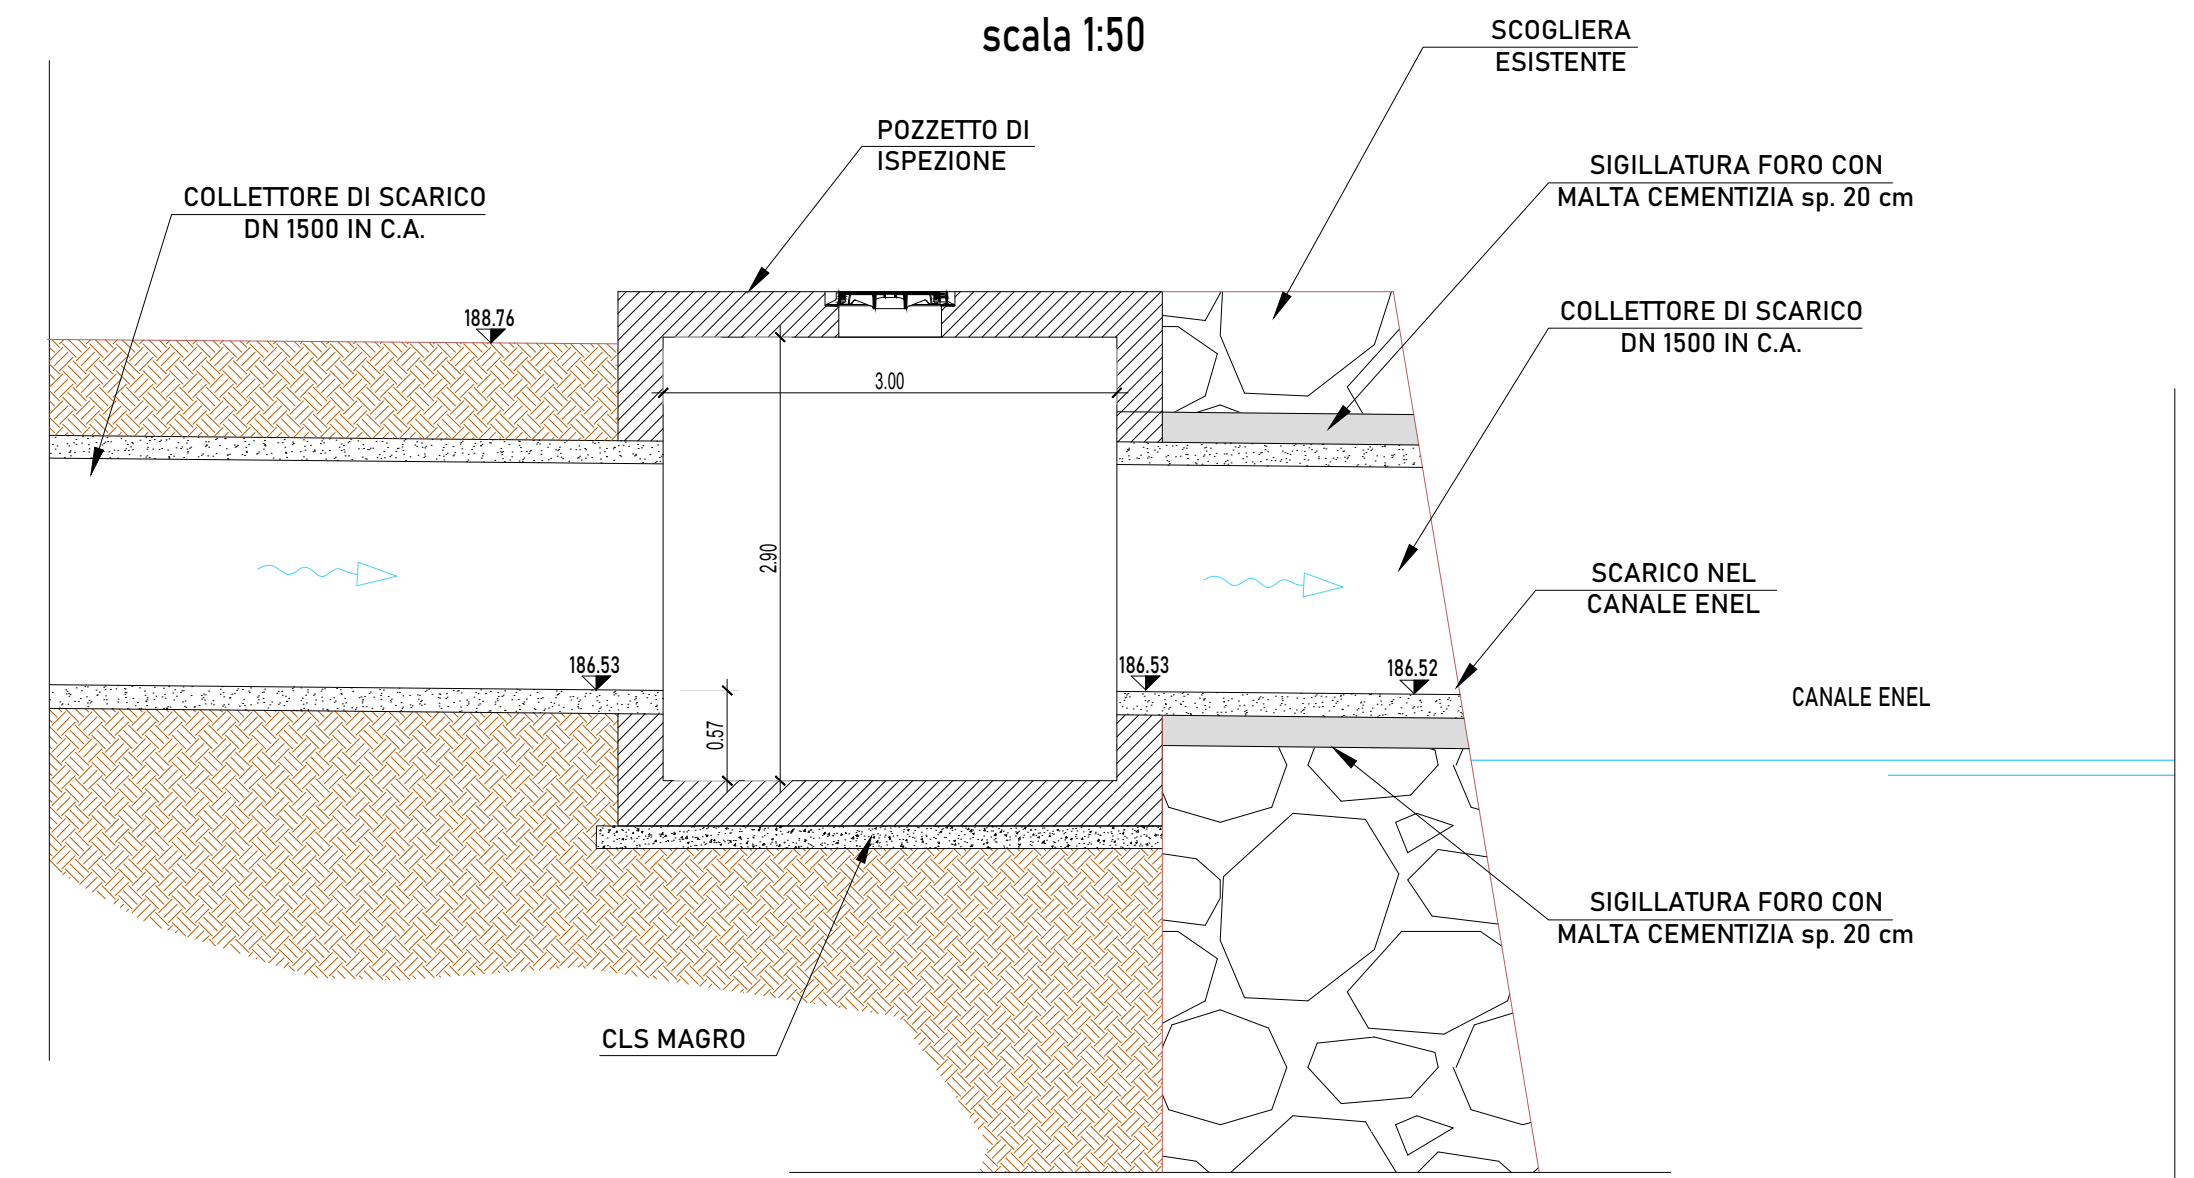 scala 1:50
SCOGLIERA
ESISTENTE
POZZETTO DI
ISPEZIONE
SIGILLATURA FORO CON
MALTA CEMENTIZIA sp. 20 cm
COLLETTORE DI SCARICO
DN 1500 IN C.A.
188.76
COLLETTORE DI SCARICO
DN 1500 IN C.A.
3.00
2.90
SCARICO NEL
CANALE ENEL
186.53
186.53
186.52
CANALE ENEL
0.57
SIGILLATURA FORO CON
MALTA CEMENTIZIA sp. 20 cm
CLS MAGRO